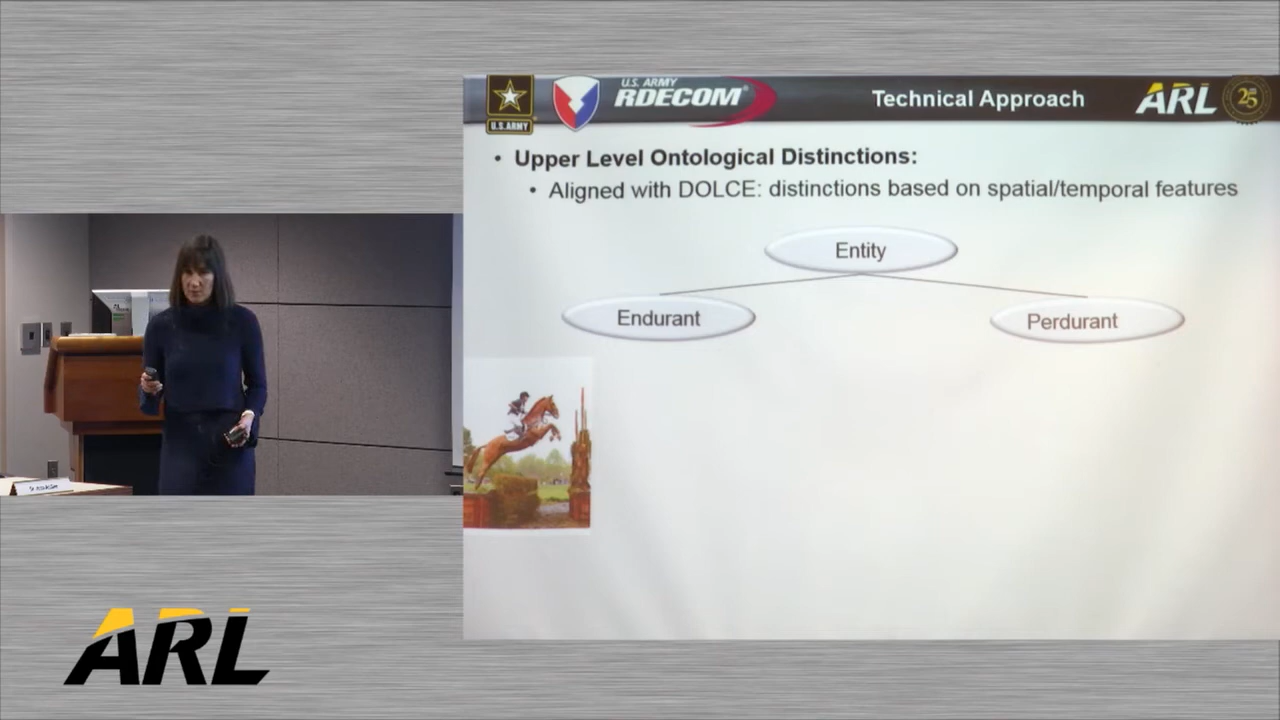 U.S. ARMY
U.S. ARMY
RDECOM®
Technical Approach
ARL
25
• Upper Level Ontological Distinctions:
• Aligned with DOLCE: distinctions based on spatial/temporal features
Entity
Endurant
Perdurant
ARL